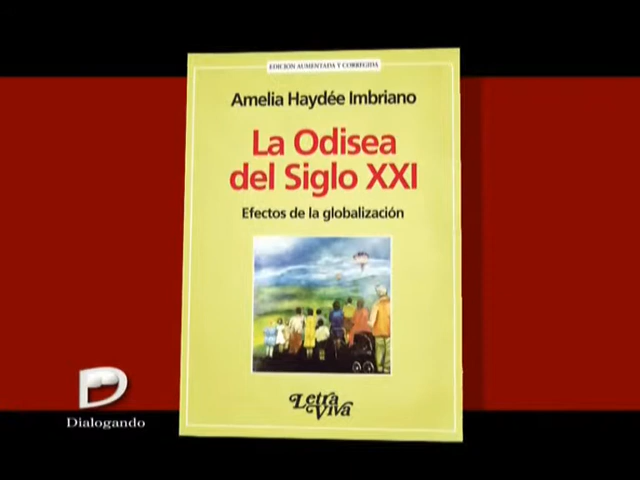 EDICIÓN AUMENTADA Y CORREGIDA
Amelia Haydée Imbriano
La Odisea
del Siglo XXI
Efectos de la globalización
Letra
Viva
Dialogando